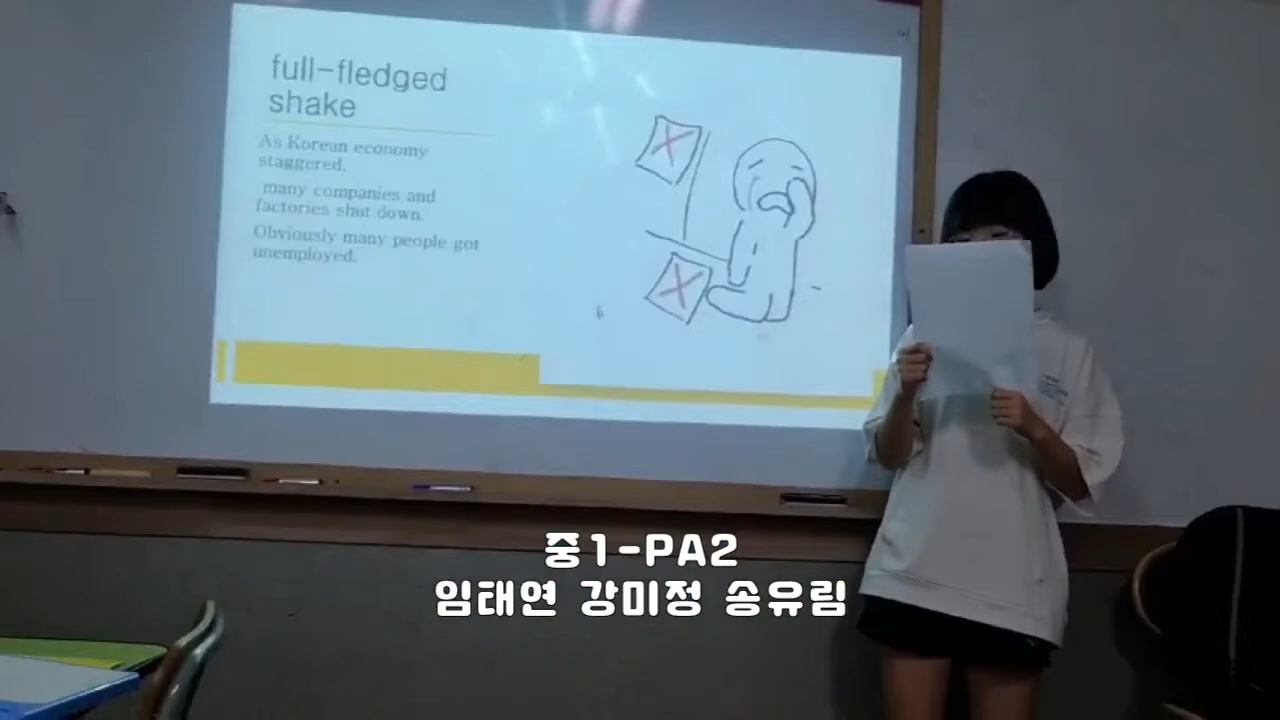 full-fledged
shake
As Korean economy
staggered,
many companies and
factories shut down.
Obviously many people got
unemployed.
중1-PA2
임태연 강미정 송유림